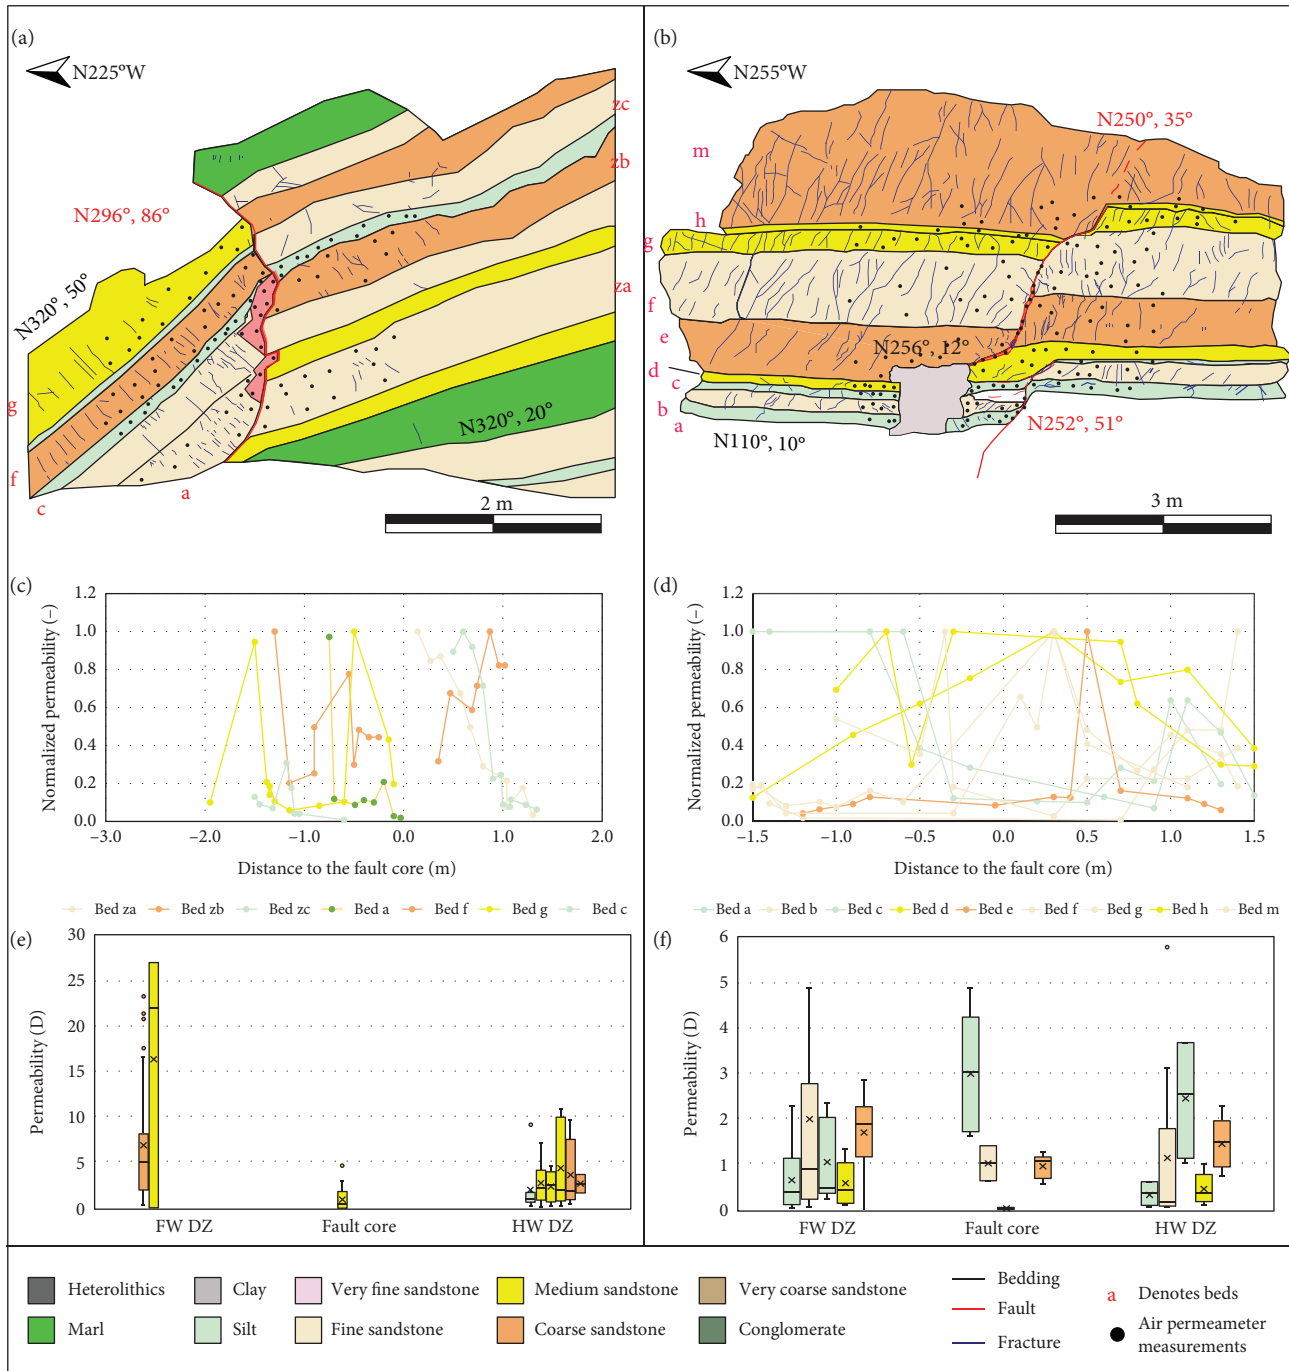 (a)
N225°W
zc
zb
N296°, 86°
za
N320°, 50°
N320°, 20°
g
f
c
a
2 m
(b)
N255°W
N250°, 35°
m
h
g
f
e
N256°, 12°
d
c
b
a
N110°, 10°
N252°, 51°
3 m
(c)
Normalized permeability (–)
1.2
1.0
0.8
0.6
0.4
0.2
0.0
–3.0 –2.0 –1.0 0.0 1.0 2.0
Distance to the fault core (m)
Bed za Bed zb Bed zc Bed a Bed f Bed g Bed c
(d)
Normalized permeability (–)
1.2
1.0
0.8
0.6
0.4
0.2
0.0
–1.5 –1.0 –0.5 0.0 0.5 1.0 1.5
Distance to the fault core (m)
Bed a Bed b Bed c Bed d Bed e Bed f Bed g Bed h Bed m
(e)
Permeability (D)
30
25
20
15
10
5
0
FW DZ Fault core HW DZ
(f)
Permeability (D)
6
5
4
3
2
1
0
FW DZ Fault core HW DZ
Heterolithics Clay Very fine sandstone Medium sandstone Very coarse sandstone
Marl Silt Fine sandstone Coarse sandstone Conglomerate
Bedding
Fault
Fracture
a Denotes beds
Air permeameter
measurements